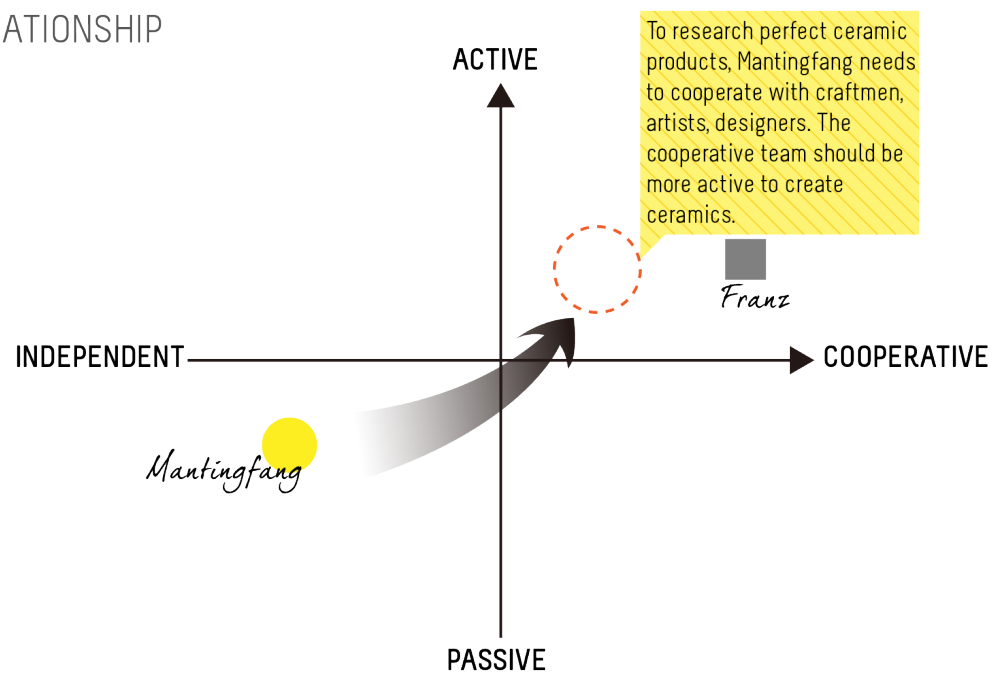 ATIONSHIP
ACTIVE
To research perfect ceramic
products, Mantingfang needs
to cooperate with craftmen,
artists, designers. The
cooperative team should be
more active to create
ceramics.
Franz
INDEPENDENT
COOPERATIVE
Mantingfang
PASSIVE